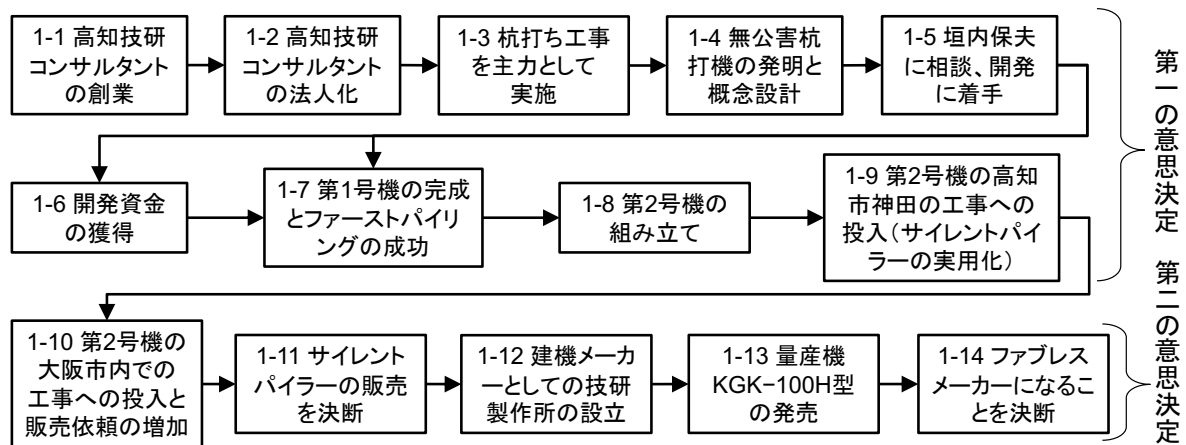 1-1 高知技研
コンサルタント
の創業
1-2 高知技研
コンサルタント
の法人化
1-3 杭打ち工事
を主力として
実施
1-4 無公害杭
打機の発明と
概念設計
1-5 垣内保夫
に相談、開発
に着手
第一の意思決定
1-6 開発資金
の獲得
1-7 第1号機の完成
とファーストパイリ
ングの成功
1-8 第2号機の
組み立て
1-9 第2号機の高知
市神田の工事への
投入（サイレントパイ
ラーの実用化）
1-10 第2号機の
大阪市内での
工事への投入と
販売依頼の増加
1-11 サイレント
パイラーの販売
を決断
1-12 建機メーカ
ーとしての技研
製作所の設立
1-13 量産機
KGK−100H型
の発売
1-14 ファブレス
メーカーになるこ
とを決断
第二の意思決定